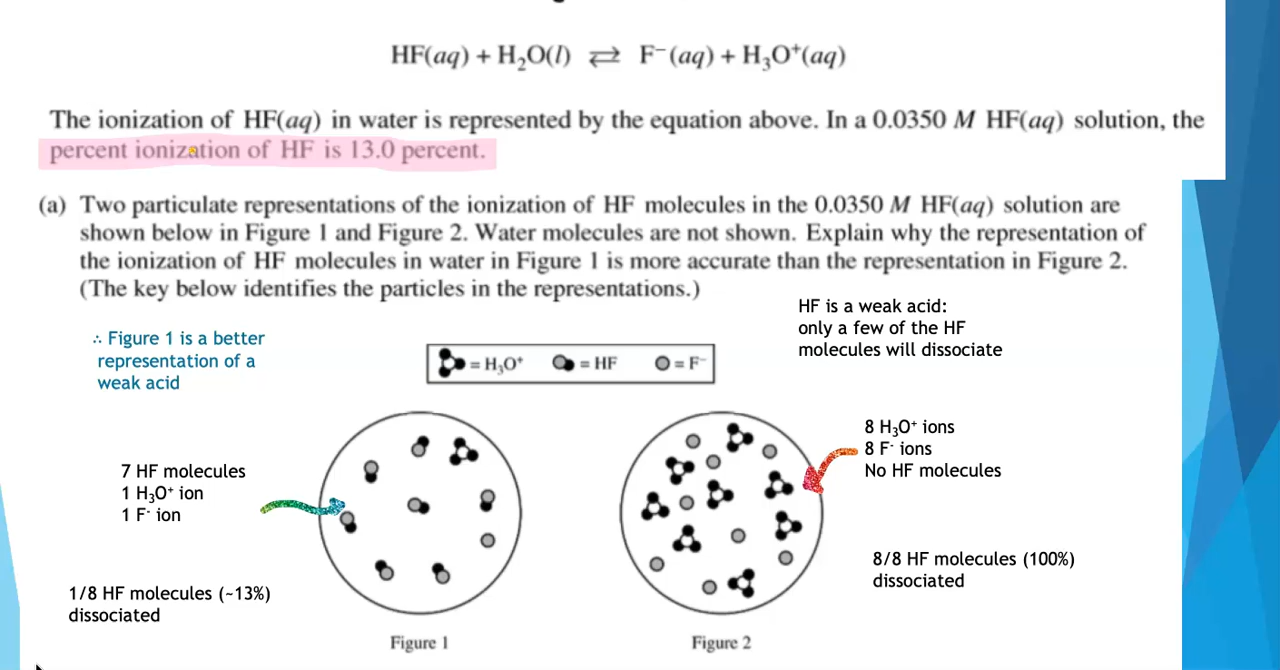 HF(aq) + H₂O(l) ⇄ F⁻(aq) + H₃O⁺(aq)
The ionization of HF(aq) in water is represented by the equation above. In a 0.0350 M HF(aq) solution, the
percent ionization of HF is 13.0 percent.
(a) Two particulate representations of the ionization of HF molecules in the 0.0350 M HF(aq) solution are
shown below in Figure 1 and Figure 2. Water molecules are not shown. Explain why the representation of
the ionization of HF molecules in water in Figure 1 is more accurate than the representation in Figure 2.
(The key below identifies the particles in the representations.)
HF is a weak acid:
only a few of the HF
molecules will dissociate
∴ Figure 1 is a better
representation of a
weak acid
= H₃O⁺ = HF = F⁻
7 HF molecules
1 H₃O⁺ ion
1 F⁻ ion
8 H₃O⁺ ions
8 F⁻ ions
No HF molecules
1/8 HF molecules (~13%)
dissociated
8/8 HF molecules (100%)
dissociated
Figure 1
Figure 2